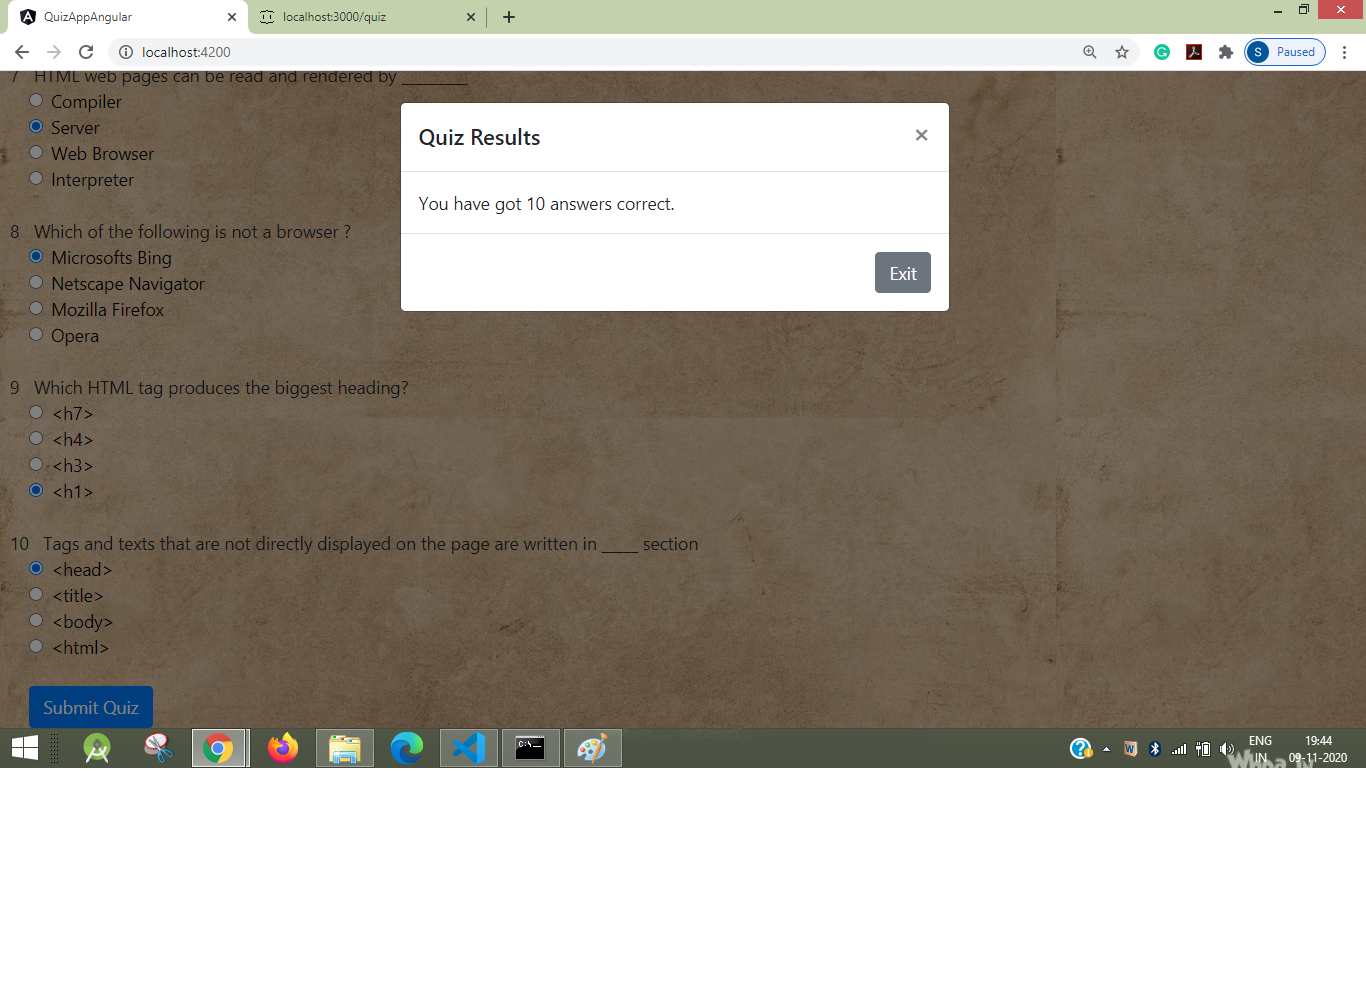 QuizAppAngular
localhost:3000/quiz
localhost:4200
S Paused
7 HTML web pages can be read and rendered by _________
Compiler
Server
Web Browser
Interpreter
8 Which of the following is not a browser ?
Microsofts Bing
Netscape Navigator
Mozilla Firefox
Opera
9 Which HTML tag produces the biggest heading?
<h7>
<h4>
<h3>
<h1>
10 Tags and texts that are not directly displayed on the page are written in _____ section
<head>
<title>
<body>
<html>
Submit Quiz
Quiz Results
×
You have got 10 answers correct.
Exit
ENG
IN
19:44
09-11-2020